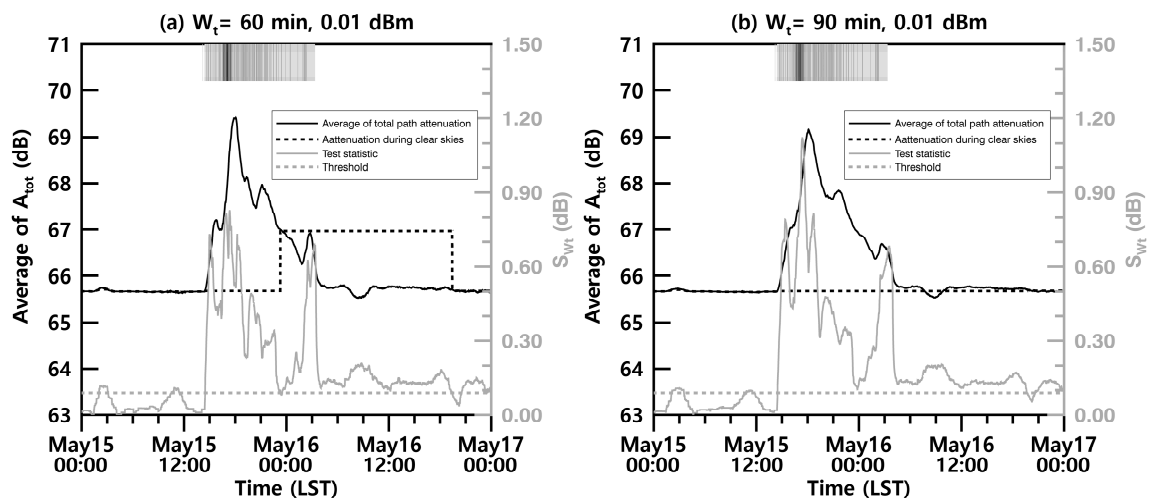 (a) Wt= 60 min, 0.01 dBm
71
70
69
68
67
66
65
64
63
Average of Atot (dB)
1.50
1.20
0.90
0.60
0.30
0.00
SWt (dB)
Average of total path attenuation
Aattenuation during clear skies
Test statistic
Threshold
May15 May15 May16 May16 May17
00:00 12:00 00:00 12:00 00:00
Time (LST)
(b) Wt= 90 min, 0.01 dBm
71
70
69
68
67
66
65
64
63
Average of Atot (dB)
1.50
1.20
0.90
0.60
0.30
0.00
SWt (dB)
Average of total path attenuation
Aattenuation during clear skies
Test statistic
Threshold
May15 May15 May16 May16 May17
00:00 12:00 00:00 12:00 00:00
Time (LST)